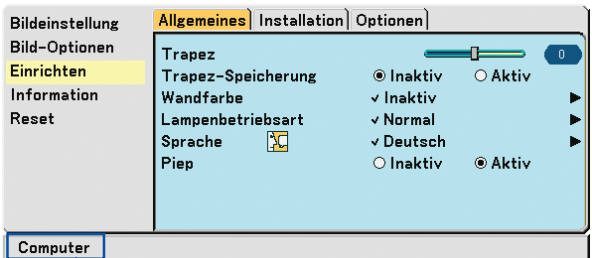 Bildeinstellung
Bild-Optionen
Einrichten
Information
Reset
Allgemeines Installation Optionen
Trapez 0
Trapez-Speicherung Inaktiv Aktiv
Wandfarbe ✓ Inaktiv
Lampenbetriebsart ✓ Normal
Sprache ✓ Deutsch
Piep Inaktiv Aktiv
Computer